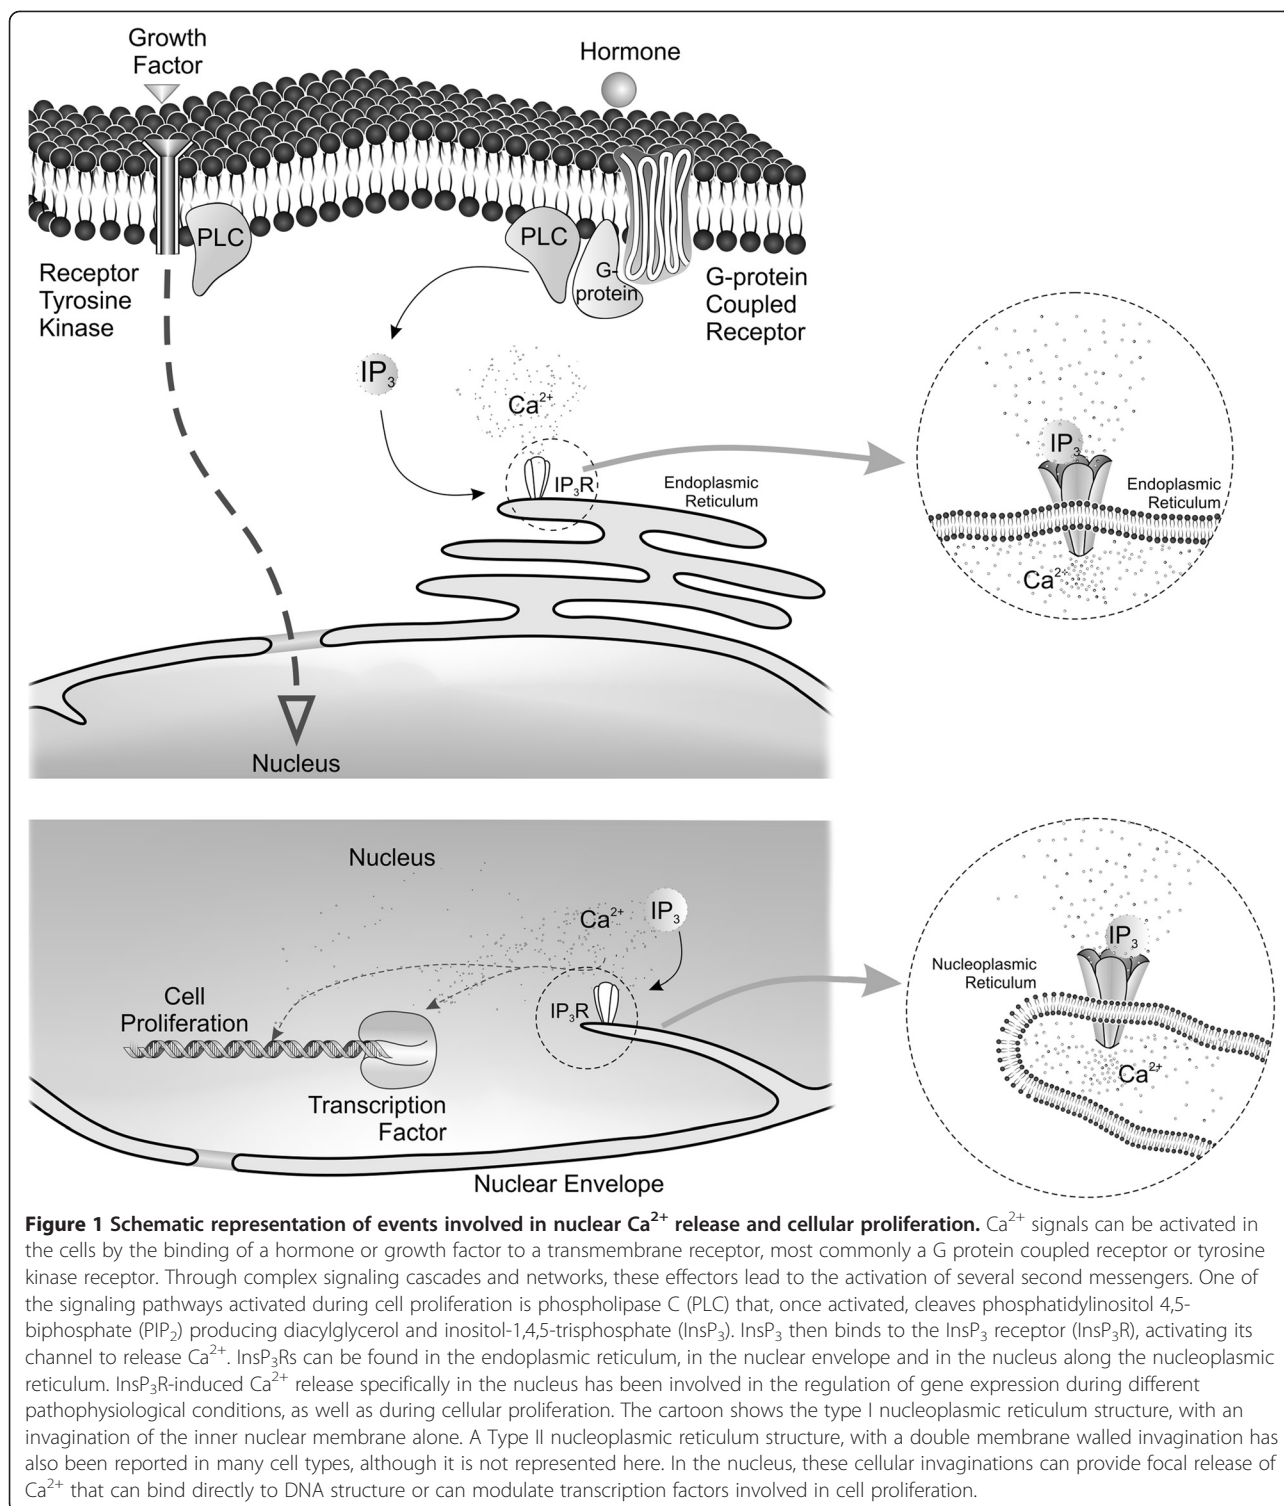 Growth
Factor
Hormone
PLC
PLC
G-
protein
Receptor
Tyrosine
Kinase
G-protein
Coupled
Receptor
IP₃
Ca²⁺
IP₃R
Endoplasmic
Reticulum
IP₃
Endoplasmic
Reticulum
Ca²⁺
Nucleus
Nucleus
Ca²⁺
IP₃
IP₃R
Cell
Proliferation
Transcription
Factor
Nuclear Envelope
IP₃
Nucleoplasmic
Reticulum
Ca²⁺
Figure 1 Schematic representation of events involved in nuclear Ca²⁺ release and cellular proliferation. Ca²⁺ signals can be activated in
the cells by the binding of a hormone or growth factor to a transmembrane receptor, most commonly a G protein coupled receptor or tyrosine
kinase receptor. Through complex signaling cascades and networks, these effectors lead to the activation of several second messengers. One of
the signaling pathways activated during cell proliferation is phospholipase C (PLC) that, once activated, cleaves phosphatidylinositol 4,5-
biphosphate (PIP₂) producing diacylglycerol and inositol-1,4,5-trisphosphate (InsP₃). InsP₃ then binds to the InsP₃ receptor (InsP₃R), activating its
channel to release Ca²⁺. InsP₃Rs can be found in the endoplasmic reticulum, in the nuclear envelope and in the nucleus along the nucleoplasmic
reticulum. InsP₃R-induced Ca²⁺ release specifically in the nucleus has been involved in the regulation of gene expression during different
pathophysiological conditions, as well as during cellular proliferation. The cartoon shows the type I nucleoplasmic reticulum structure, with an
invagination of the inner nuclear membrane alone. A Type II nucleoplasmic reticulum structure, with a double membrane walled invagination has
also been reported in many cell types, although it is not represented here. In the nucleus, these cellular invaginations can provide focal release of
Ca²⁺ that can bind directly to DNA structure or can modulate transcription factors involved in cell proliferation.